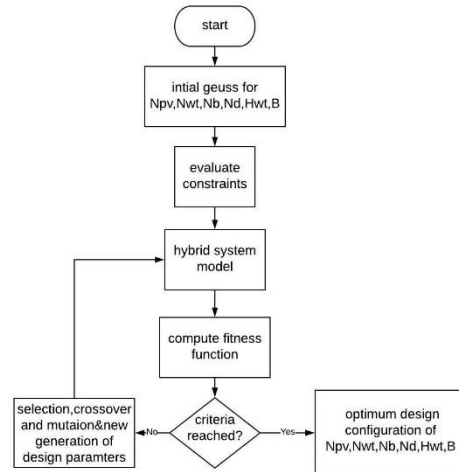 start
intial geuss for
Npv,Nwt,Nb,Nd,Hwt,B
evaluate
constraints
hybrid system
model
compute fitness
function
criteria
reached?
No
Yes
selection,crossover
and mutaion&new
generation of
design paramters
optimum design
configuration of
Npv,Nwt,Nb,Nd,Hwt,B